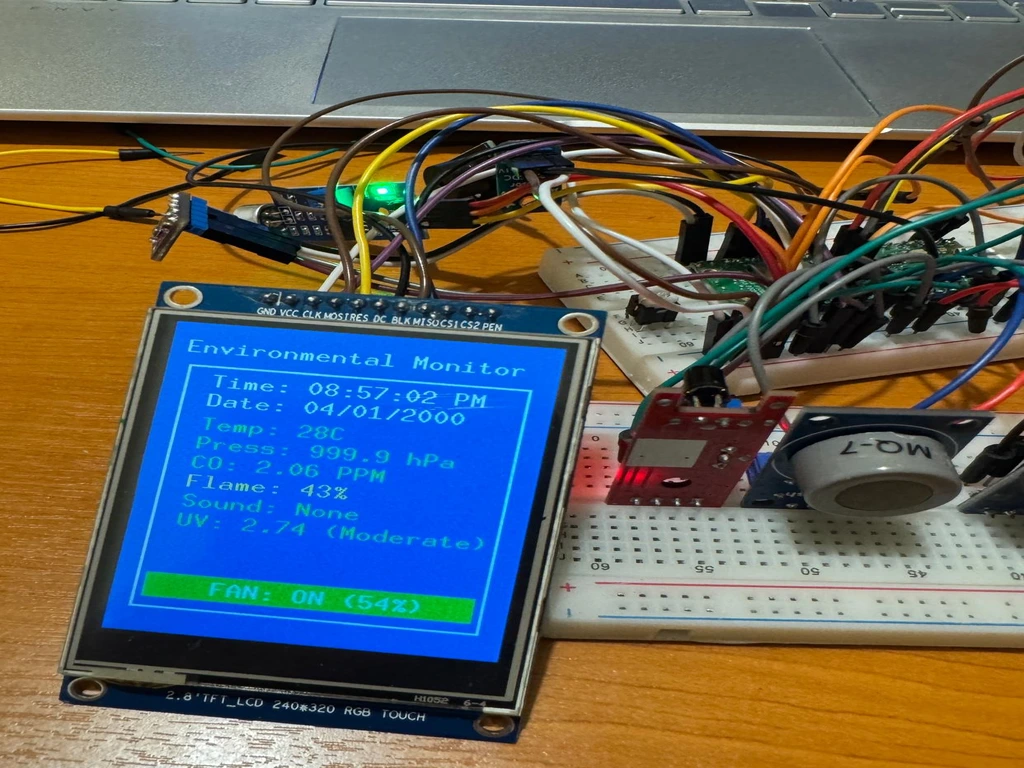 GND VCC CLK MOSI RES DC BLK MISO CS1 CS2 PEN
Environmental Monitor
Time: 08:57:02 PM
Date: 04/01/2000
Temp: 28C
Press: 999.9 hPa
CO: 2.06 PPM
Flame: 43%
Sound: None
UV: 2.74 (Moderate)
FAN: ON (54%)
H1052 6-4
2.8'TFT_LCD 240*320 RGB TOUCH
MQ-7
60 55 50 45
+